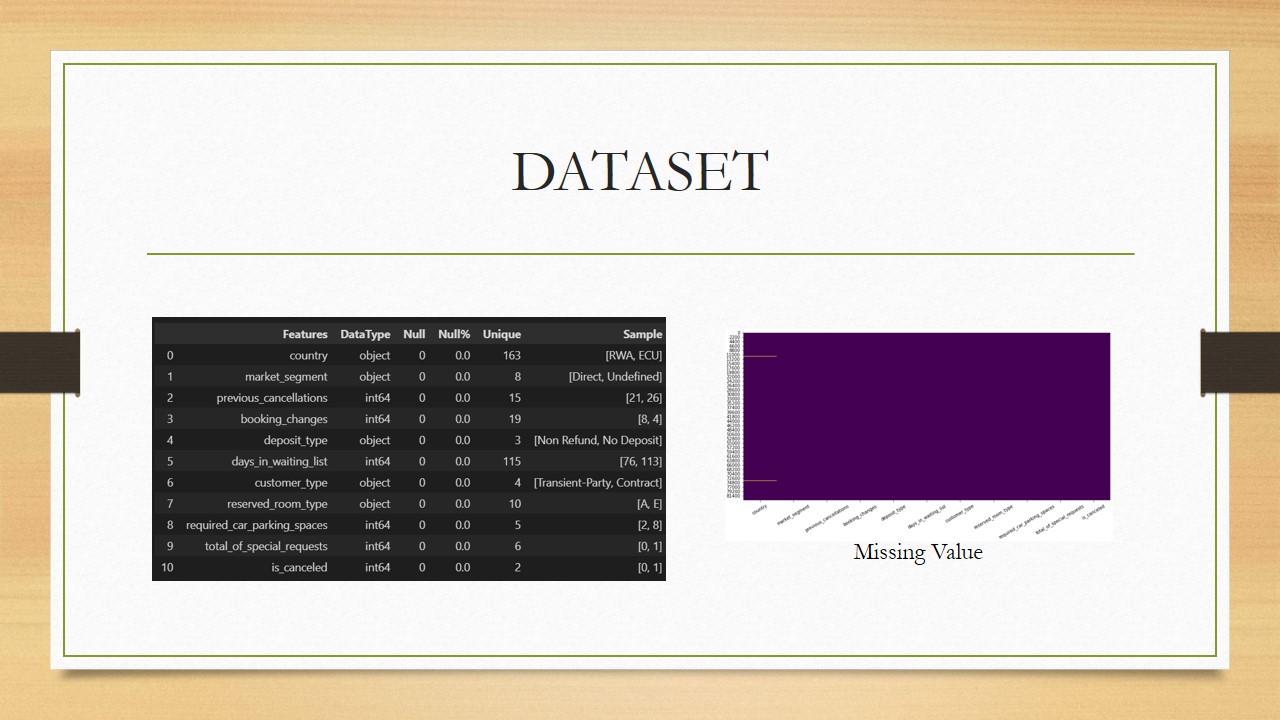 DATASET
Features DataType Null Null% Unique Sample
0 country object 0 0.0 163 [RWA, ECU]
1 market_segment object 8 0 0.0 [Direct, Undefined]
2 previous_cancellations int64 0 0.0 15 [21, 26]
3 booking_changes int64 0 0.0 19 [8, 4]
4 deposit_type object 0 0.0 3 [Non Refund, No Deposit]
5 days_in_waiting_list int64 0 0.0 115 [76, 113]
6 customer_type object 0 0.0 4 [Transient-Party, Contract]
7 reserved_room_type object 0 0.0 10 [A, E]
8 required_car_parking_spaces int64 0 0.0 5 [2, 8]
9 total_of_special_requests int64 0 0.0 6 [0, 1]
10 is_canceled int64 0 0.0 2 [0, 1]
country market_segment previous_cancellations booking_changes deposit_type days_in_waiting_list customer_type reserved_room_type required_car_parking_spaces total_of_special_requests is_canceled
Missing Value